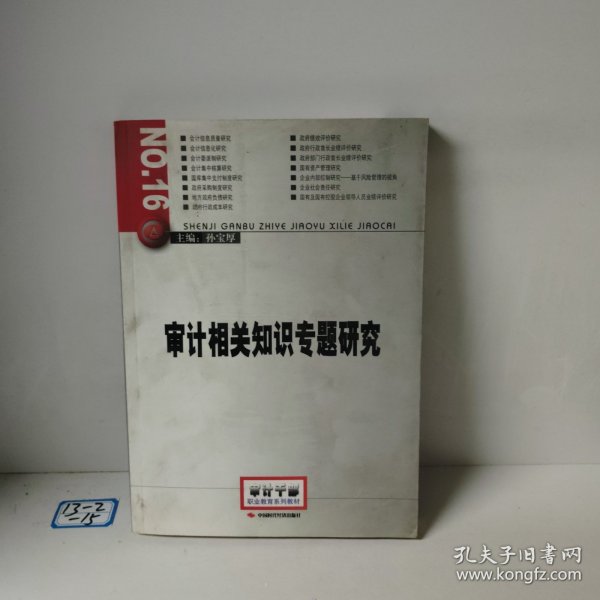 NO.16
■ 会计信息质量研究
■ 会计信息化研究
■ 会计委派制研究
■ 会计集中核算研究
■ 国库集中支付制度研究
■ 政府采购制度研究
■ 地方政府负债研究
■ 政府行政成本研究
■ 政府绩效评价研究
■ 政府行政首长业绩评价研究
■ 政府部门行政首长业绩评价研究
■ 国有资产管理研究
■ 企业内部控制研究——基于风险管理的视角
■ 企业社会责任研究
■ 国有及国有控股企业领导人员业绩评价研究
SHENJI GANBU ZHIYE JIAOYU XILIE JIAOCAI
主编：孙宝厚
审计相关知识专题研究
审计干部
职业教育系列教材
中国时代经济出版社
13-2
-15
孔夫子旧书网
www.kongfz.com